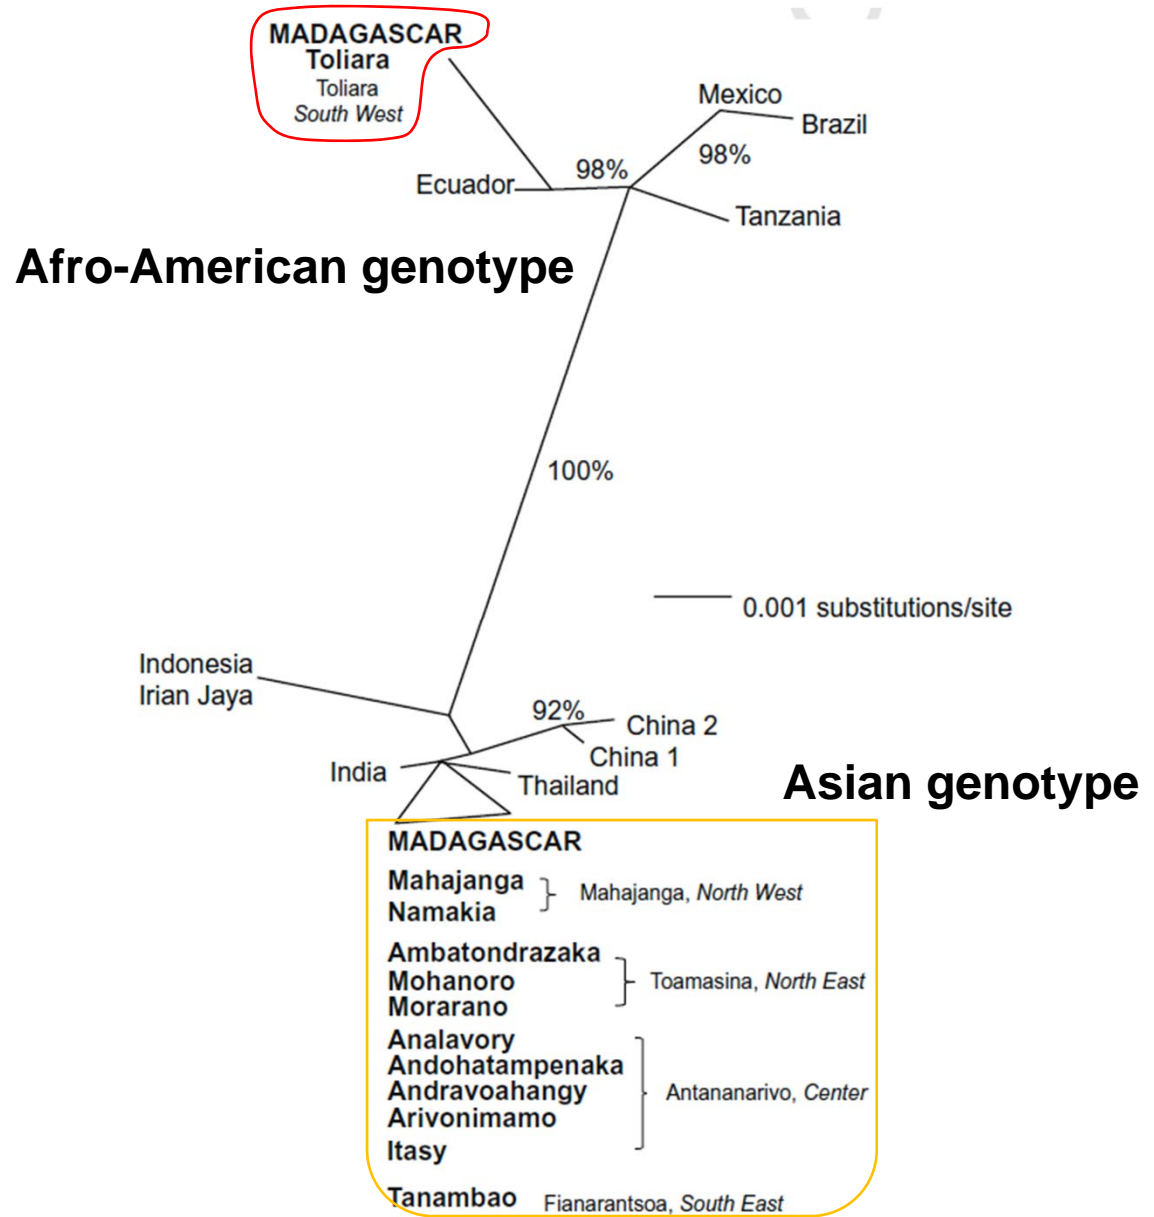 MADAGASCAR
Toliara
Toliara
South West
Mexico
Brazil
98%
98%
Ecuador
Tanzania
Afro-American genotype
100%
0.001 substitutions/site
Indonesia
Irian Jaya
92%
China 2
China 1
India
Thailand
Asian genotype
MADAGASCAR
Mahajanga
Namakia
Mahajanga, North West
Ambatondrazaka
Mohanoro
Morarano
Toamasina, North East
Analavory
Andohatampenaka
Andravoahangy
Arivonimamo
Itasy
Antananarivo, Center
Tanambao Fianarantsoa, South East